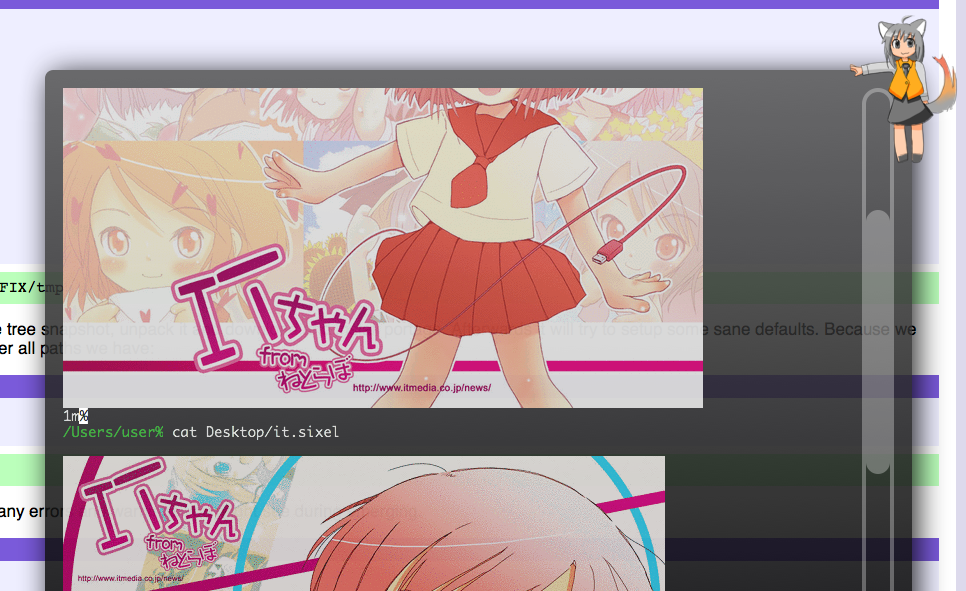 ITちゃん
from
ねとらぼ
http://www.itmedia.co.jp/news/
FIX/tmp
e tree snapshot, unpack it will try to setup some sane defaults. Because we
er all paths we have:
1m%
/Users/user% cat Desktop/it.sixel
ITちゃん
from
ねとらぼ
http://www.itmedia.co.jp/news/
any